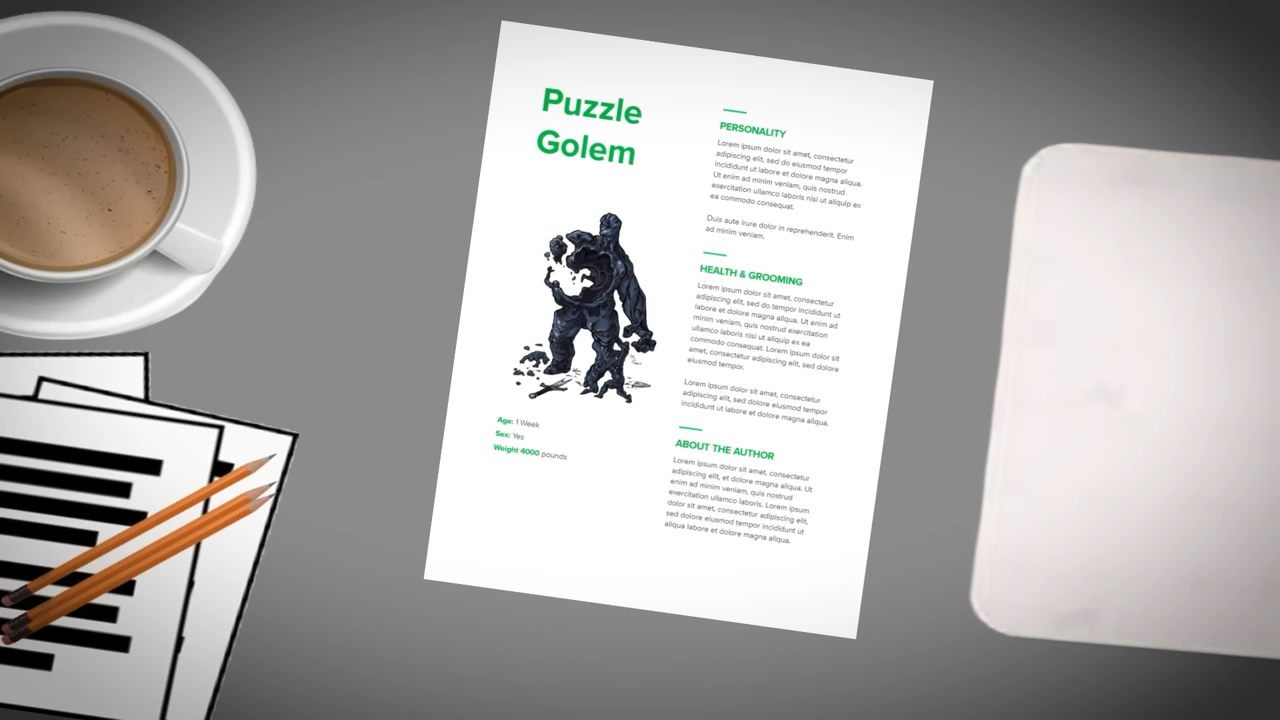 Puzzle
Golem
Age: 1 Week
Sex: Yes
Weight 4000 pounds
PERSONALITY
Lorem ipsum dolor sit amet, consectetur
adipiscing elit, sed do eiusmod tempor
incididunt ut labore et dolore magna aliqua.
Ut enim ad minim veniam, quis nostrud
exercitation ullamco laboris nisi ut aliquip ex
ea commodo consequat.
Duis aute irure dolor in reprehenderit. Enim
ad minim veniam.
HEALTH & GROOMING
Lorem ipsum dolor sit amet, consectetur
adipiscing elit, sed do tempor incididunt ut
labore et dolore magna aliqua. Ut enim ad
minim veniam, quis nostrud exercitation
ullamco laboris nisi ut aliquip ex ea
commodo consequat. Lorem ipsum dolor sit
amet, consectetur adipiscing elit, sed dolore
eiusmod tempor.
Lorem ipsum dolor sit amet, consectetur
adipiscing elit, sed dolore eiusmod tempor
incididunt ut labore et dolore magna aliqua.
ABOUT THE AUTHOR
Lorem ipsum dolor sit amet, consectetur
adipiscing elit, et dolore magna aliqua. Ut
enim ad minim veniam, quis nostrud
exercitation ullamco laboris. Lorem ipsum
dolor sit amet, consectetur adipiscing elit,
sed dolore eiusmod tempor incididunt ut
aliqua labore et dolore magna aliqua.